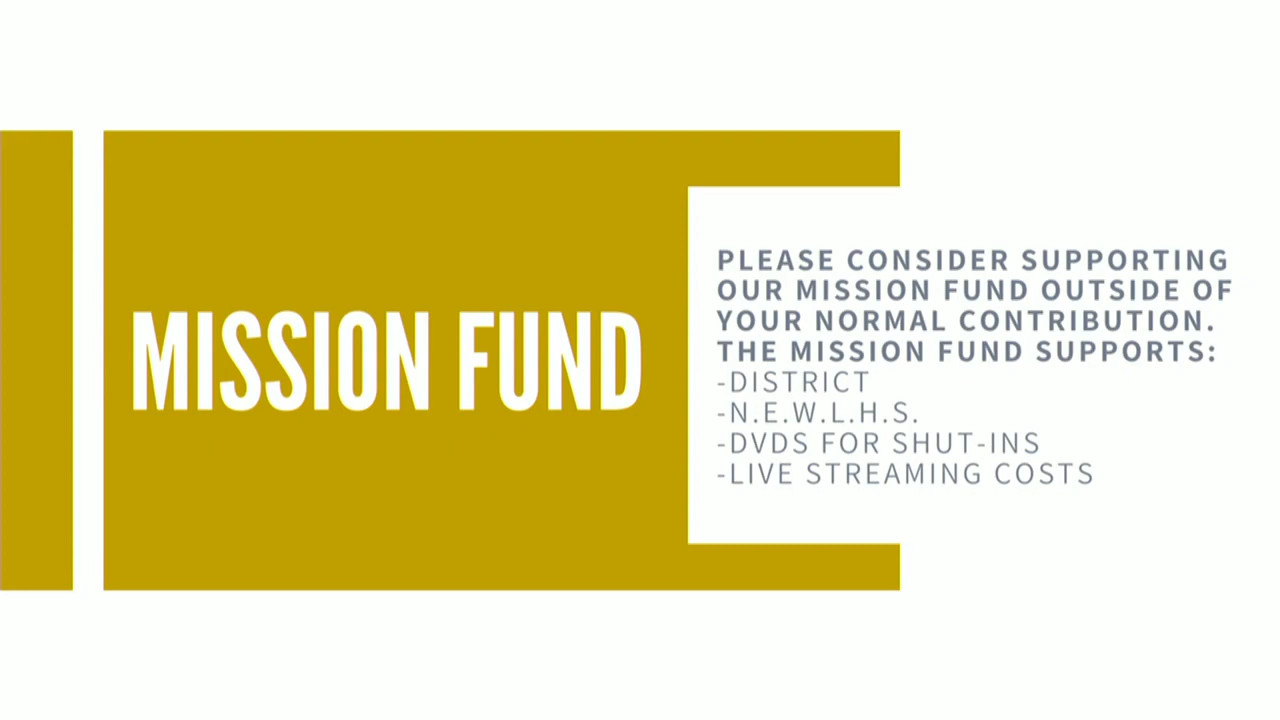 MISSION FUND
PLEASE CONSIDER SUPPORTING
OUR MISSION FUND OUTSIDE OF
YOUR NORMAL CONTRIBUTION.
THE MISSION FUND SUPPORTS:
-DISTRICT
-N.E.W.L.H.S.
-DVDS FOR SHUT-INS
-LIVE STREAMING COSTS